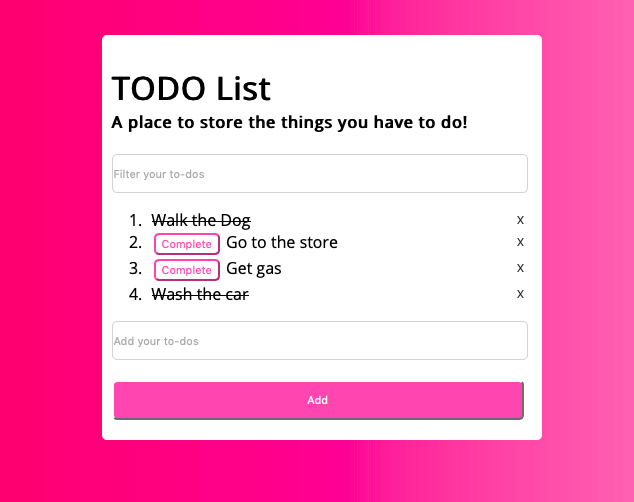 TODO List
A place to store the things you have to do!
Filter your to-dos
1. Walk the Dog x
2. Complete Go to the store x
3. Complete Get gas x
4. Wash the car x
Add your to-dos
Add